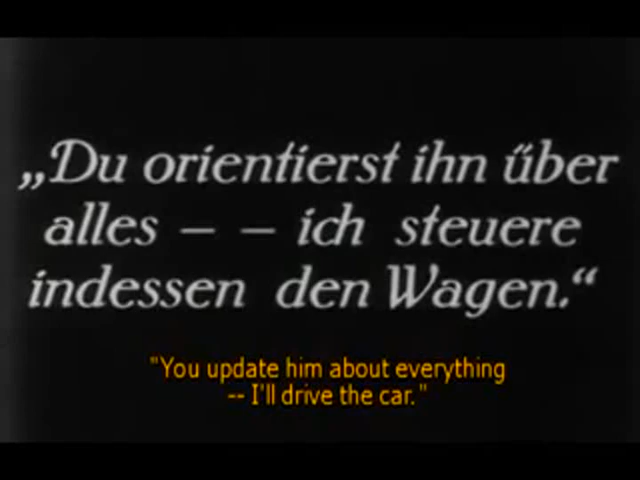 „Du orientierst ihn über
alles – – ich steuere
indessen den Wagen.“
"You update him about everything
-- I'll drive the car."